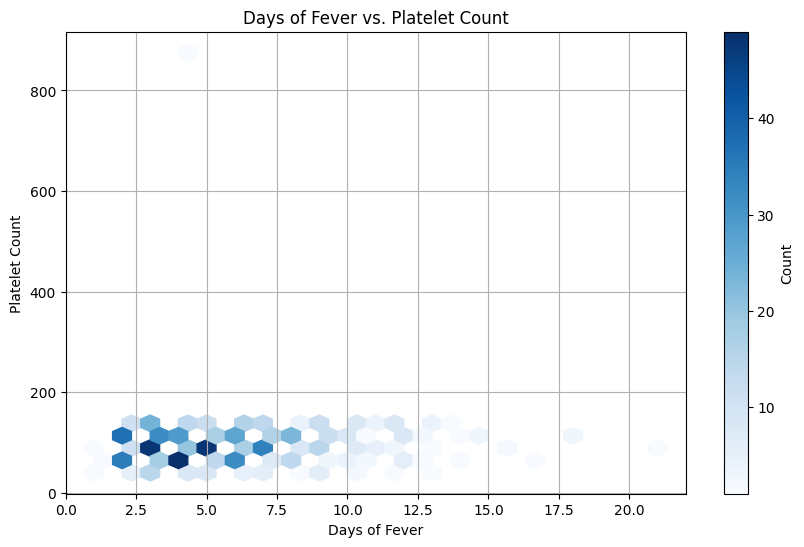 Days of Fever vs. Platelet Count
Platelet Count
800
600
400
200
0
0.0 2.5 5.0 7.5 10.0 12.5 15.0 17.5 20.0
Days of Fever
40
30
20
10
Count